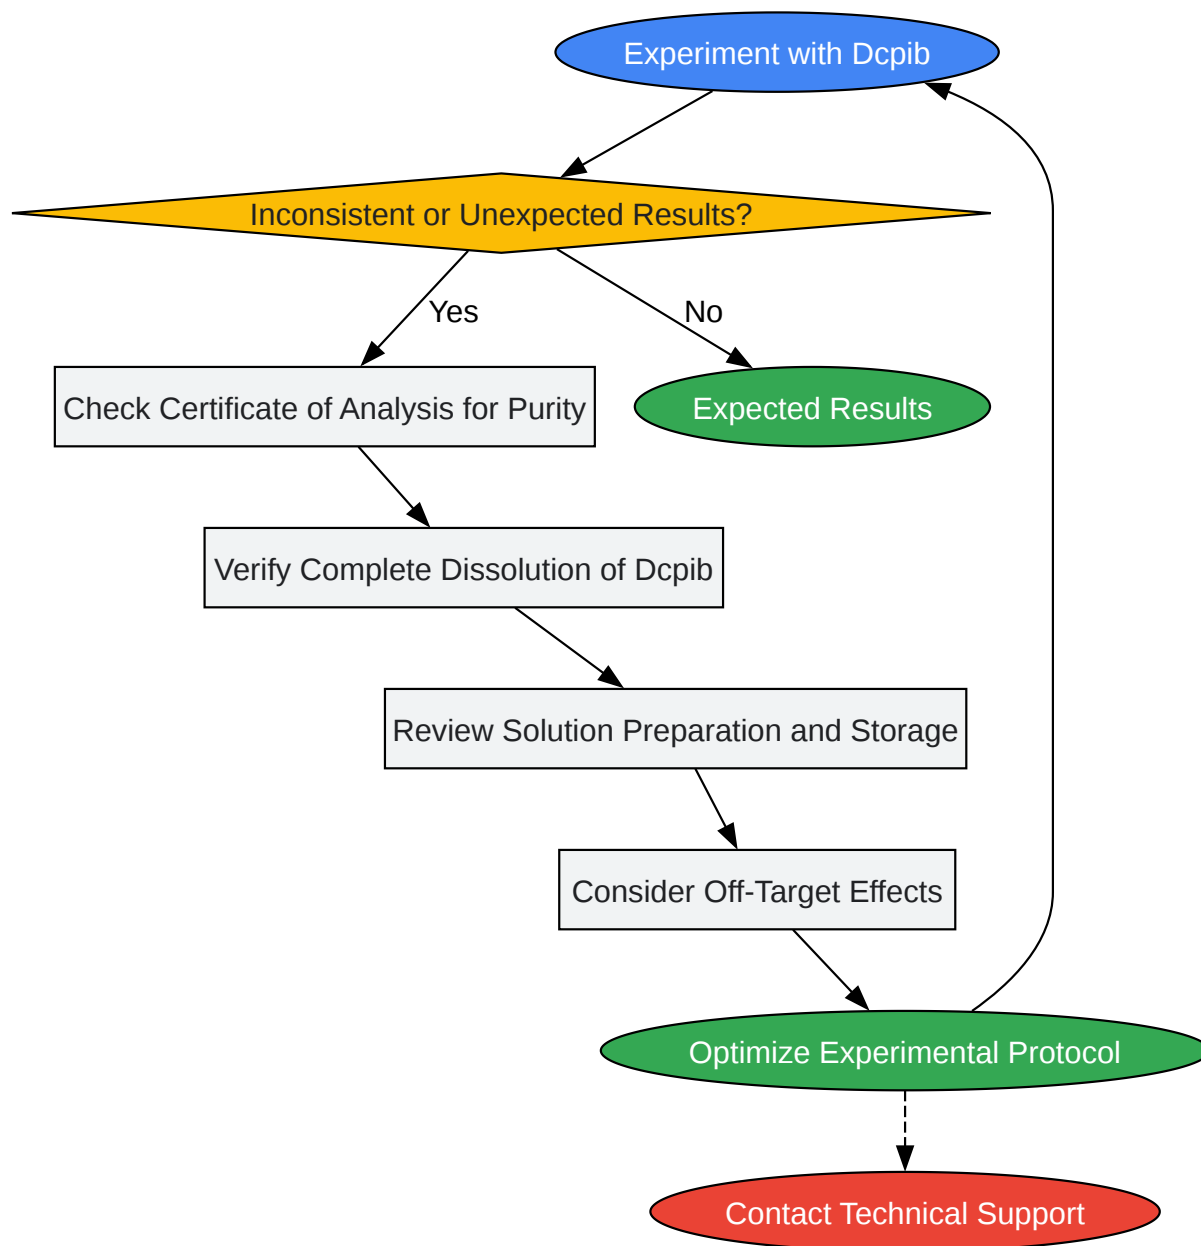 Experiment with Dcpib
Inconsistent or Unexpected Results?
Yes
No
Check Certificate of Analysis for Purity
Expected Results
Verify Complete Dissolution of Dcpib
Review Solution Preparation and Storage
Consider Off-Target Effects
Optimize Experimental Protocol
Contact Technical Support